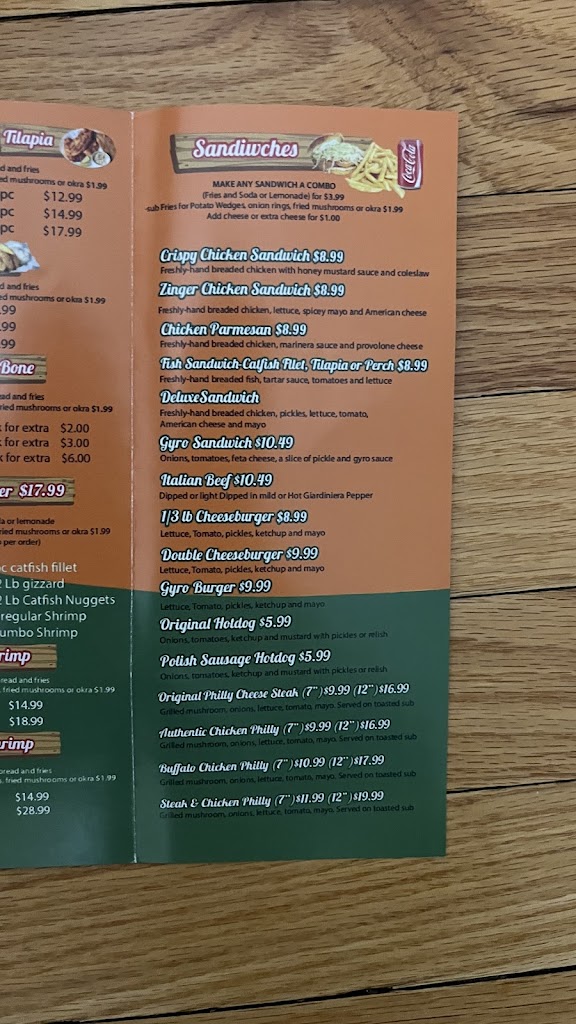 Tilapia
d and fries
ed mushrooms or okra $1.99
pc $12.99
pc $14.99
pc $17.99
d and fries
ed mushrooms or okra $1.99
.99
.99
.99
Bone
ad and fries
ried mushrooms or okra $1.99
k for extra $2.00
k for extra $3.00
k for extra $6.00
er $17.99
a or lemonade
ried mushrooms or okra $1.99
per order)
pc catfish fillet
2 Lb gizzard
2 Lb Catfish Nuggets
regular Shrimp
umbo Shrimp
rimp
read and fries
, fried mushrooms or okra $1.99
$14.99
$18.99
rimp
bread and fries
s, fried mushrooms or okra $1.99
$14.99
$28.99
Sandiwches
Coca-Cola
MAKE ANY SANDWICH A COMBO
(Fries and Soda or Lemonade) for $3.99
-sub Fries for Potato Wedges, onion rings, fried mushrooms or okra $1.99
Add cheese or extra cheese for $1.00
Crispy Chicken Sandwich $8.99
Freshly-hand breaded chicken with honey mustard sauce and coleslaw
Zinger Chicken Sandwich $8.99
Freshly-hand breaded chicken, lettuce, spicey mayo and American cheese
Chicken Parmesan $8.99
Freshly-hand breaded chicken, marinera sauce and provolone cheese
Fish Sandwich-Catfish Filet, Tilapia or Perch $8.99
Freshly-hand breaded fish, tartar sauce, tomatoes and lettuce
DeluxeSandwich
Freshly-hand breaded chicken, pickles, lettuce, tomato,
American cheese and mayo
Gyro Sandwich $10.49
Onions, tomatoes, feta cheese, a slice of pickle and gyro sauce
Italian Beef $10.49
Dipped or light Dipped in mild or Hot Giardiniera Pepper
1/3 lb Cheeseburger $8.99
Lettuce, Tomato, pickles, ketchup and mayo
Double Cheeseburger $9.99
Lettuce, Tomato, pickles, ketchup and mayo
Gyro Burger $9.99
Lettuce, Tomato, pickles, ketchup and mayo
Original Hotdog $5.99
Onions, tomatoes, ketchup and mustard with pickles or relish
Polish Sausage Hotdog $5.99
Onions, tomatoes, ketchup and mustard with pickles or relish
Original Philly Cheese Steak (7")$9.99 (12")$16.99
Grilled mushroom, onions, lettuce, tomato, mayo. Served on toasted sub
Authentic Chicken Philly (7")$9.99 (12")$16.99
Grilled mushroom, onions, lettuce, tomato, mayo. Served on toasted sub
Buffalo Chicken Philly (7")$10.99 (12")$17.99
Grilled mushroom, onions, lettuce, tomato, mayo. Served on toasted sub
Steak & Chicken Philly (7")$11.99 (12")$19.99
Grilled mushroom, onions, lettuce, tomato, mayo. Served on toasted sub